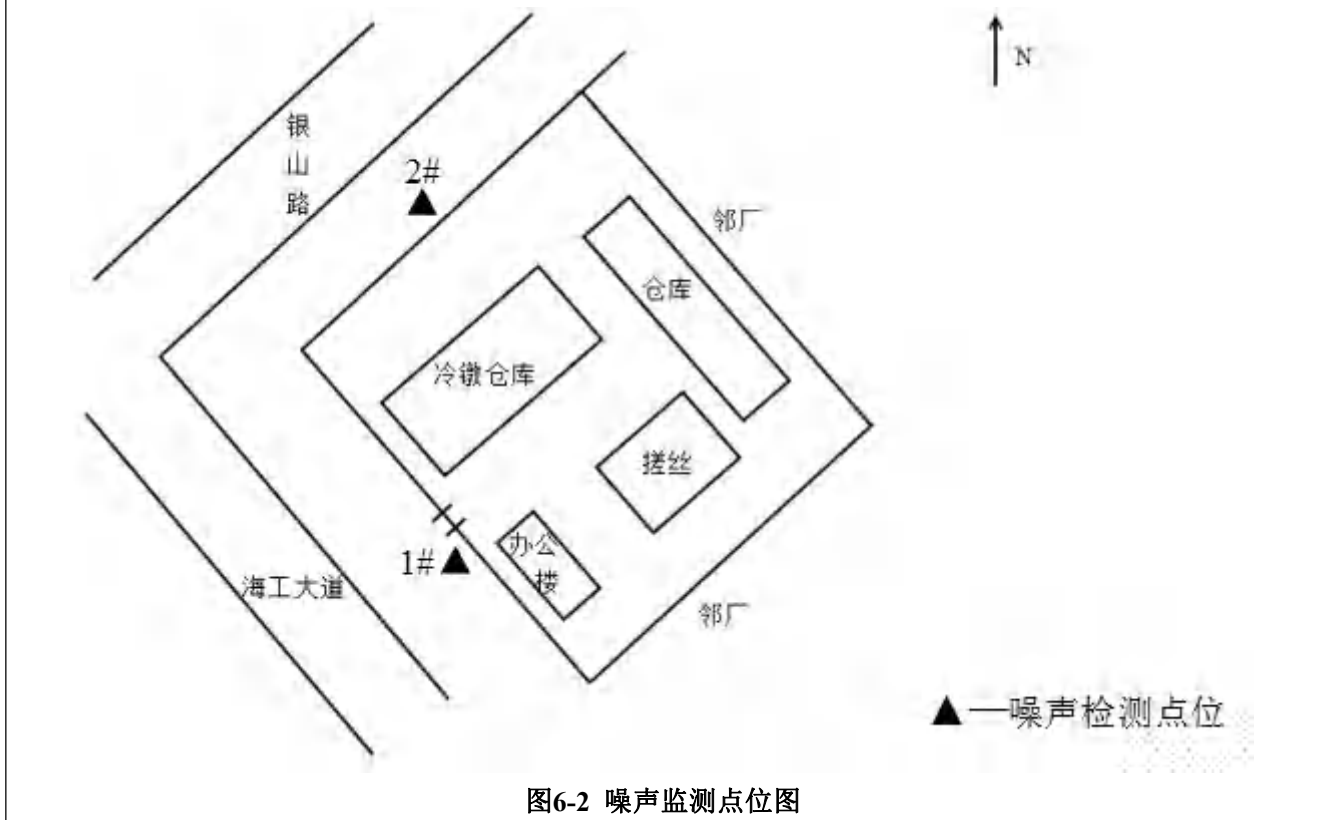 N
银
山
路
2#
邻厂
仓库
冷镦仓库
搓丝
1#
办公
楼
海工大道
邻厂
▲—噪声检测点位
图6-2 噪声监测点位图